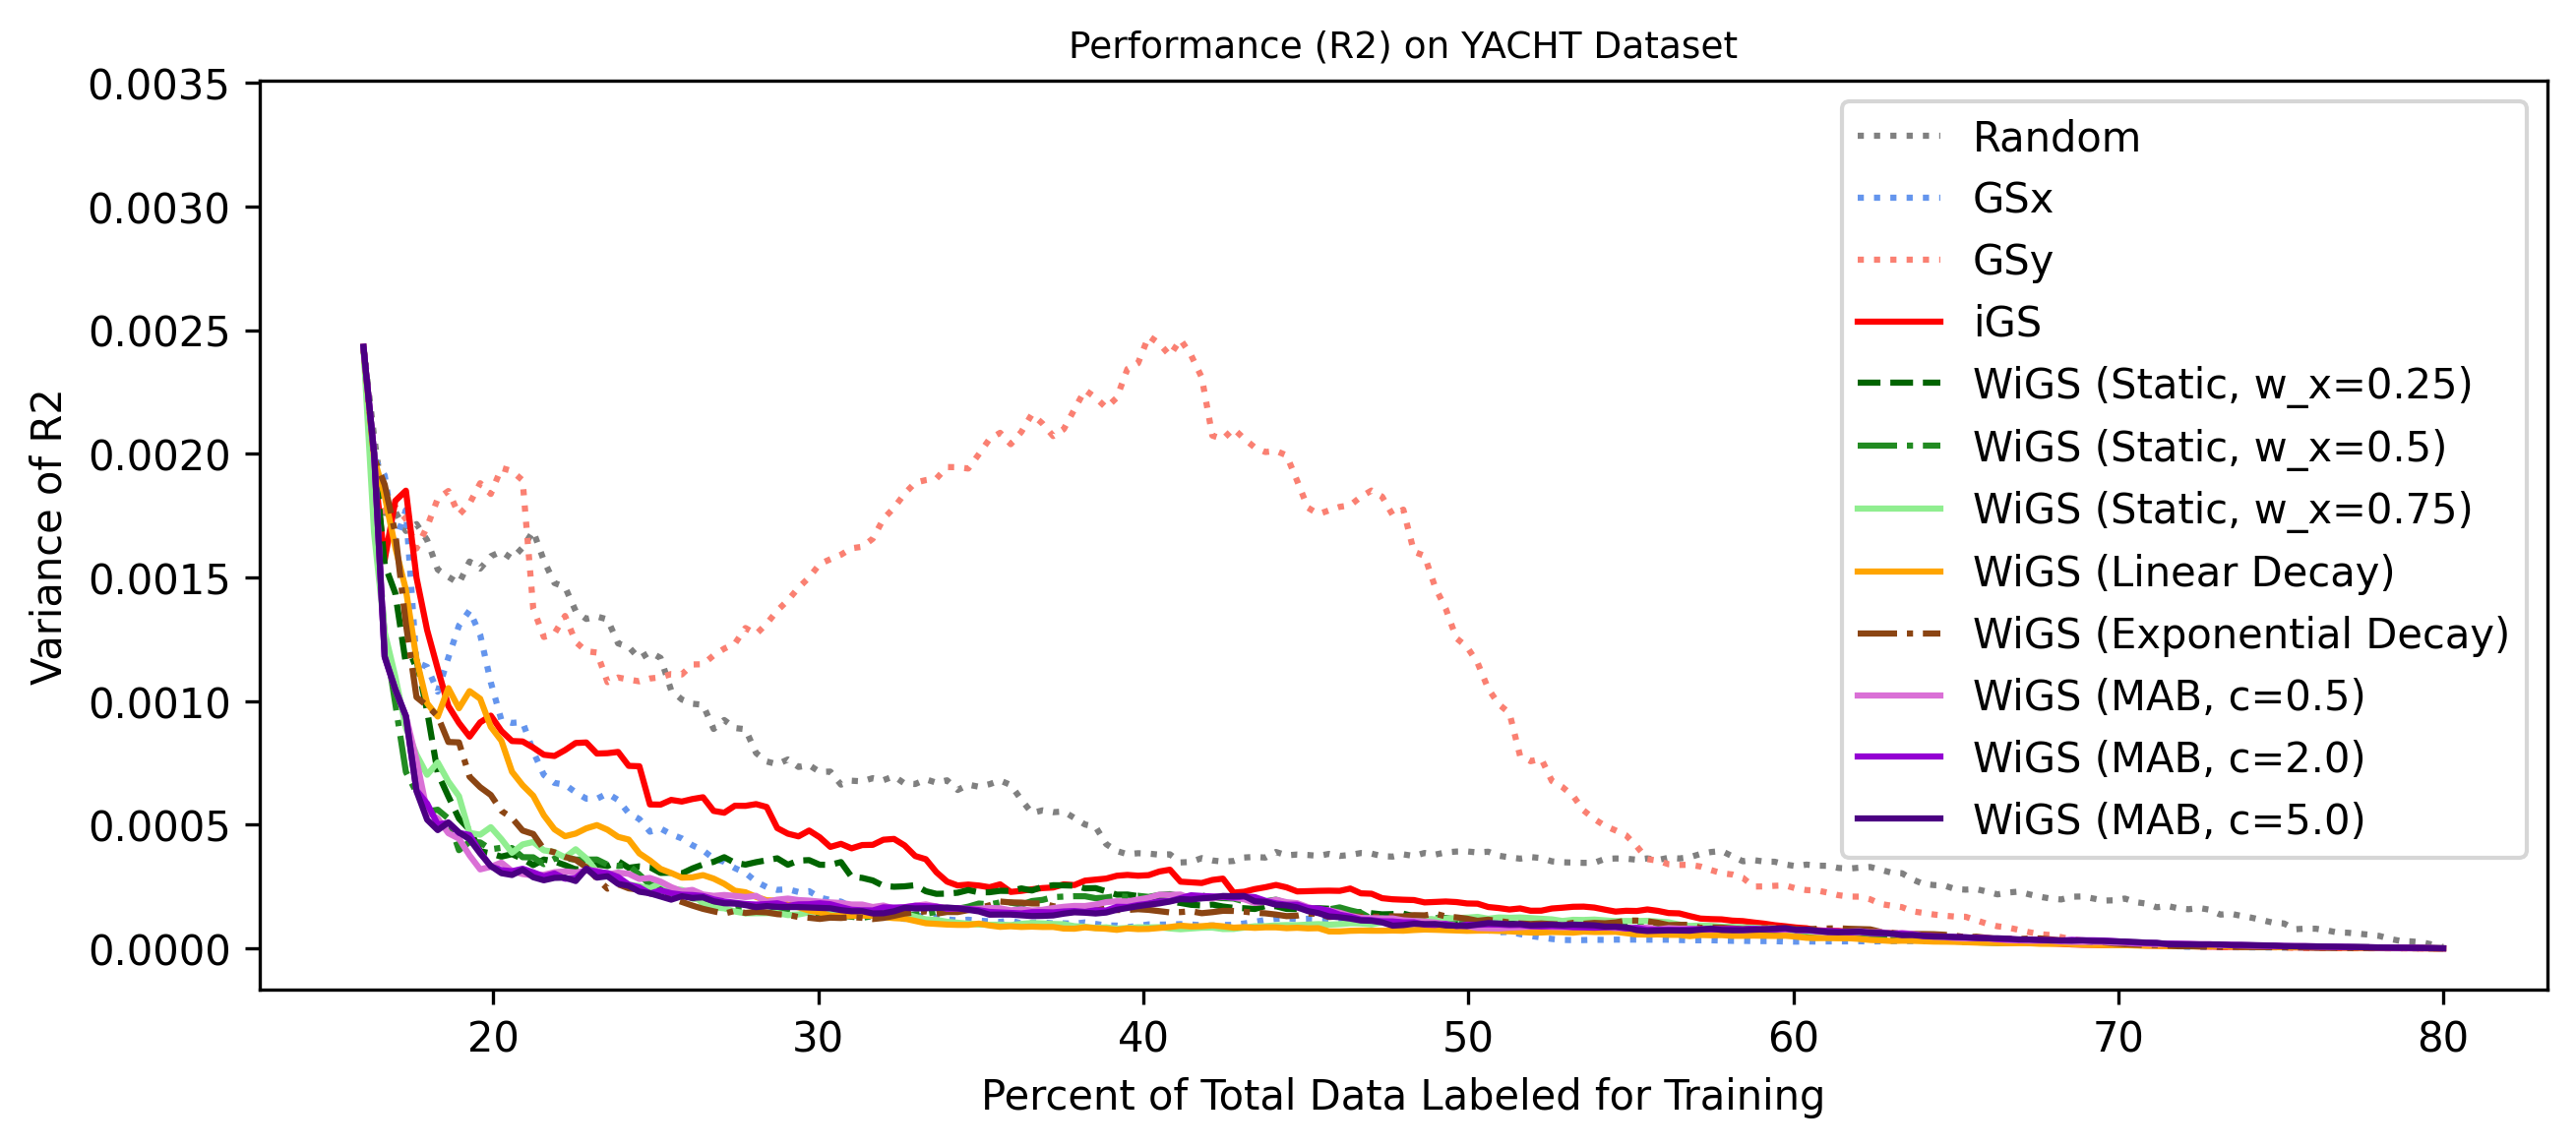 Performance (R2) on YACHT Dataset
Variance of R2
0.0035
0.0030
0.0025
0.0020
0.0015
0.0010
0.0005
0.0000
Random
GSx
GSy
iGS
WiGS (Static, w_x=0.25)
WiGS (Static, w_x=0.5)
WiGS (Static, w_x=0.75)
WiGS (Linear Decay)
WiGS (Exponential Decay)
WiGS (MAB, c=0.5)
WiGS (MAB, c=2.0)
WiGS (MAB, c=5.0)
20 30 40 50 60 70 80
Percent of Total Data Labeled for Training